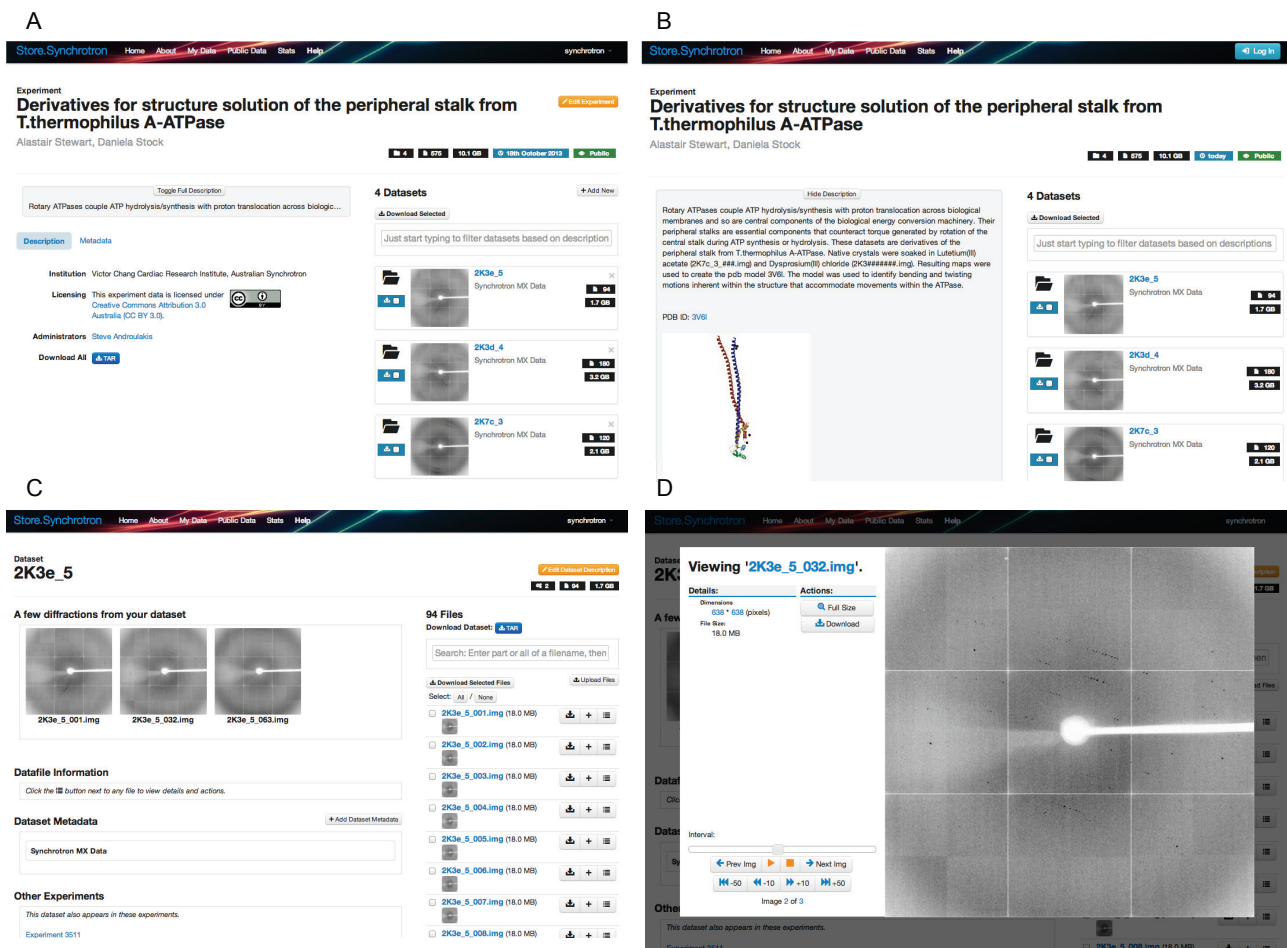 A
Store.Synchrotron Home About My Data Public Data Stats Help synchrotron
Experiment
Derivatives for structure solution of the peripheral stalk from
T.thermophilus A-ATPase
Edit Experiment
Alastair Stewart, Daniela Stock
4 575 10.1 GB 18th October 2013 Public
Toggle Full Description
Rotary ATPases couple ATP hydrolysis/synthesis with proton translocation across biologic...
Description Metadata
Institution Victor Chang Cardiac Research Institute, Australian Synchrotron
Licensing This experiment data is licensed under
Creative Commons Attribution 3.0
Australia (CC BY 3.0).
cc BY
Administrators Steve Androulakis
Download All TAR
4 Datasets + Add New
Download Selected
Just start typing to filter datasets based on description
2K3e_5
Synchrotron MX Data
94
1.7 GB
2K3d_4
Synchrotron MX Data
180
3.2 GB
2K7c_3
Synchrotron MX Data
120
2.1 GB
B
Store.Synchrotron Home About My Data Public Data Stats Help Log In
Experiment
Derivatives for structure solution of the peripheral stalk from
T.thermophilus A-ATPase
Alastair Stewart, Daniela Stock
4 575 10.1 GB today Public
Hide Description
Rotary ATPases couple ATP hydrolysis/synthesis with proton translocation across biological
membranes and so are central components of the biological energy conversion machinery. Their
peripheral stalks are essential components that counteract torque generated by rotation of the
central stalk during ATP synthesis or hydrolysis. These datasets are derivatives of the
peripheral stalk from T.thermophilus A-ATPase. Native crystals were soaked in Lutetium(III)
acetate (2K7c_3_###.img) and Dysprosium(II) chloride (2K3#######.img). Resulting maps were
used to create the pdb model 3V6I. The model was used to identify bending and twisting
motions inherent within the structure that accommodate movements within the ATPase.
PDB ID: 3V6I
4 Datasets
Download Selected
Just start typing to filter datasets based on descriptions
2K3e_5
Synchrotron MX Data
94
1.7 GB
2K3d_4
Synchrotron MX Data
180
3.2 GB
2K7c_3
Synchrotron MX Data
120
2.1 GB
C
Store.Synchrotron Home About My Data Public Data Stats Help synchrotron
Dataset
2K3e_5
Edit Dataset Description
2 94 1.7 GB
A few diffractions from your dataset
2K3e_5_001.img 2K3e_5_032.img 2K3e_5_063.img
Datafile Information
Click the button next to any file to view details and actions.
Dataset Metadata + Add Dataset Metadata
Synchrotron MX Data
Other Experiments
This dataset also appears in these experiments.
Experiment 3511
94 Files
Download Dataset: TAR
Search: Enter part or all of a filename, then
Download Selected Files Upload Files
Select: All / None
2K3e_5_001.img (18.0 MB)
2K3e_5_002.img (18.0 MB)
2K3e_5_003.img (18.0 MB)
2K3e_5_004.img (18.0 MB)
2K3e_5_005.img (18.0 MB)
2K3e_5_006.img (18.0 MB)
2K3e_5_007.img (18.0 MB)
2K3e_5_008.img (18.0 MB)
D
Store.Synchrotron Home About My Data Public Data Stats Help synchrotron
Viewing '2K3e_5_032.img'.
Details: Actions:
Dimensions
638 * 638 (pixels)
File Size:
18.0 MB
Full Size
Download
Interval:
Prev Img Next Img
-50 -10 +10 +50
Image 2 of 3
This dataset also appears in these experiments.
Experiment 3511
2K3e_5_008.img (18.0 MB)